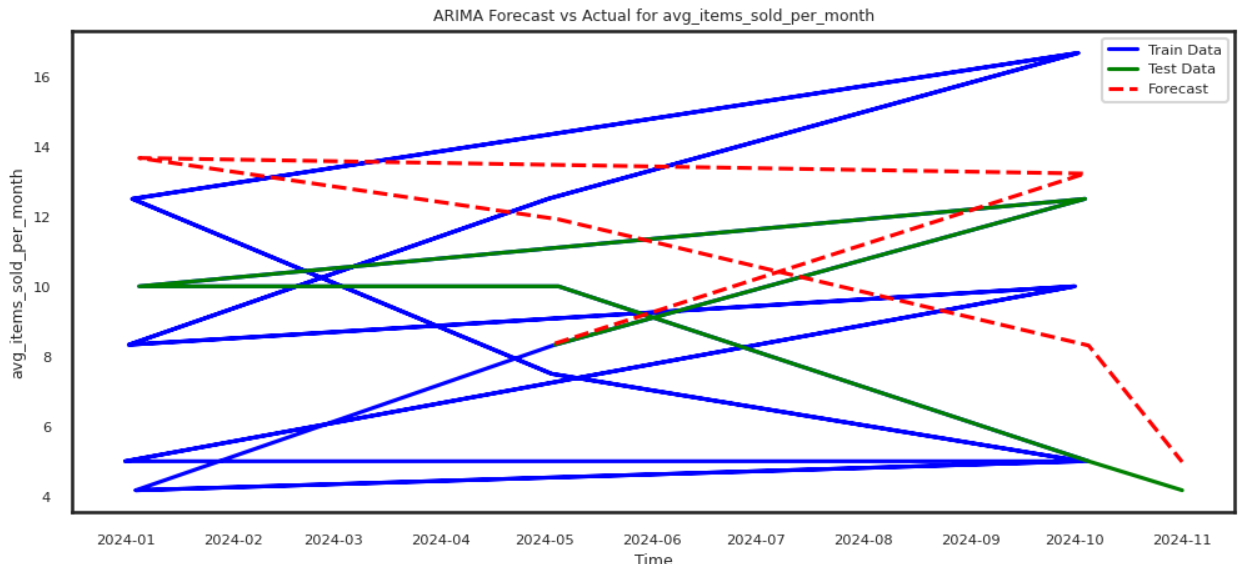 ARIMA Forecast vs Actual for avg_items_sold_per_month
Train Data
Test Data
Forecast
avg_items_sold_per_month
16
14
12
10
8
6
4
2024-01 2024-02 2024-03 2024-04 2024-05 2024-06 2024-07 2024-08 2024-09 2024-10 2024-11
Time